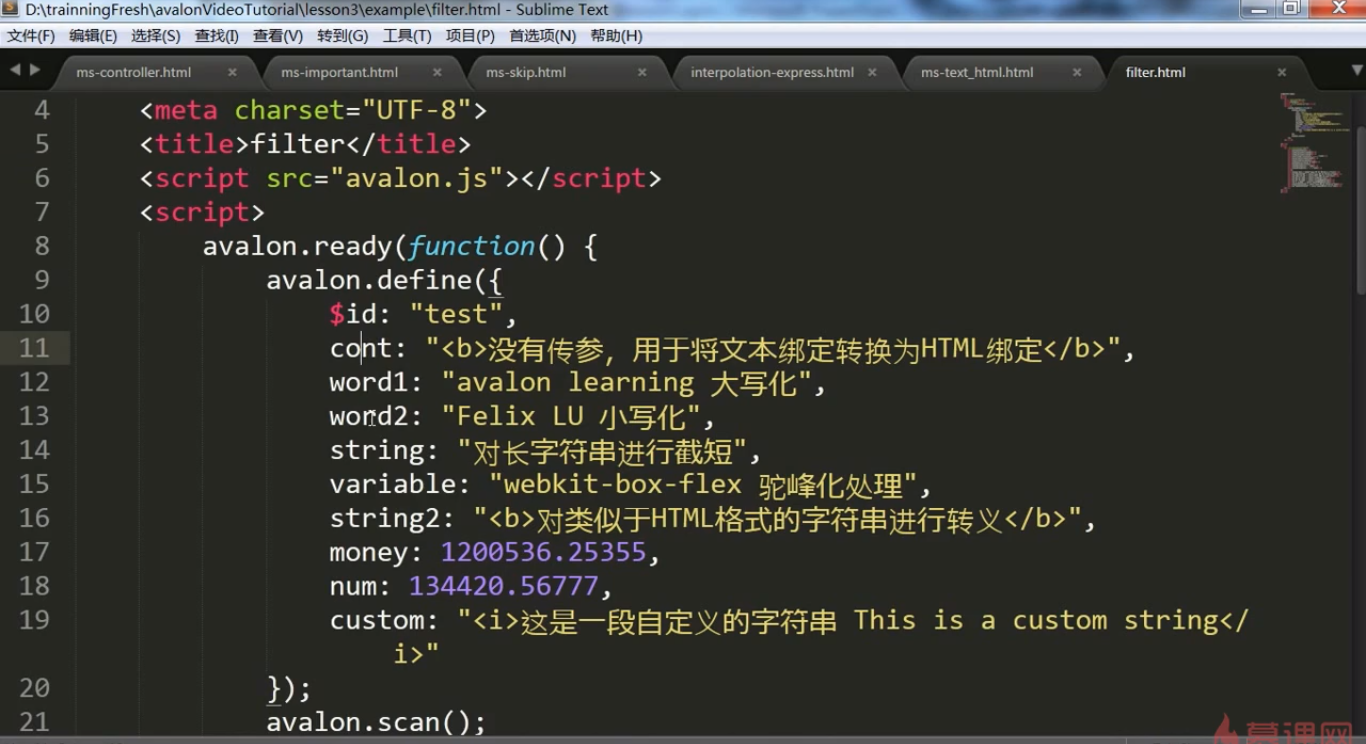 D:\trainningFresh\avalonVideoTutorial\lesson3\example\filter.html - Sublime Text
文件(F) 编辑(E) 选择(S) 查找(I) 查看(V) 转到(G) 工具(T) 项目(P) 首选项(N) 帮助(H)
ms-controller.html ms-important.html ms-skip.html interpolation-express.html ms-text_html.html filter.html
4 <meta charset="UTF-8">
5 <title>filter</title>
6 <script src="avalon.js"></script>
7 <script>
8 avalon.ready(function() {
9 avalon.define({
10 $id: "test",
11 cont: "<b>没有传参，用于将文本绑定转换为HTML绑定</b>",
12 word1: "avalon learning 大写化",
13 word2: "Felix LU 小写化",
14 string: "对长字符串进行截短",
15 variable: "webkit-box-flex 驼峰化处理",
16 string2: "<b>对类似于HTML格式的字符串进行转义</b>",
17 money: 1200536.25355,
18 num: 134420.56777,
19 custom: "<i>这是一段自定义的字符串 This is a custom string</
i>"
20 });
21 avalon.scan();
慕课网